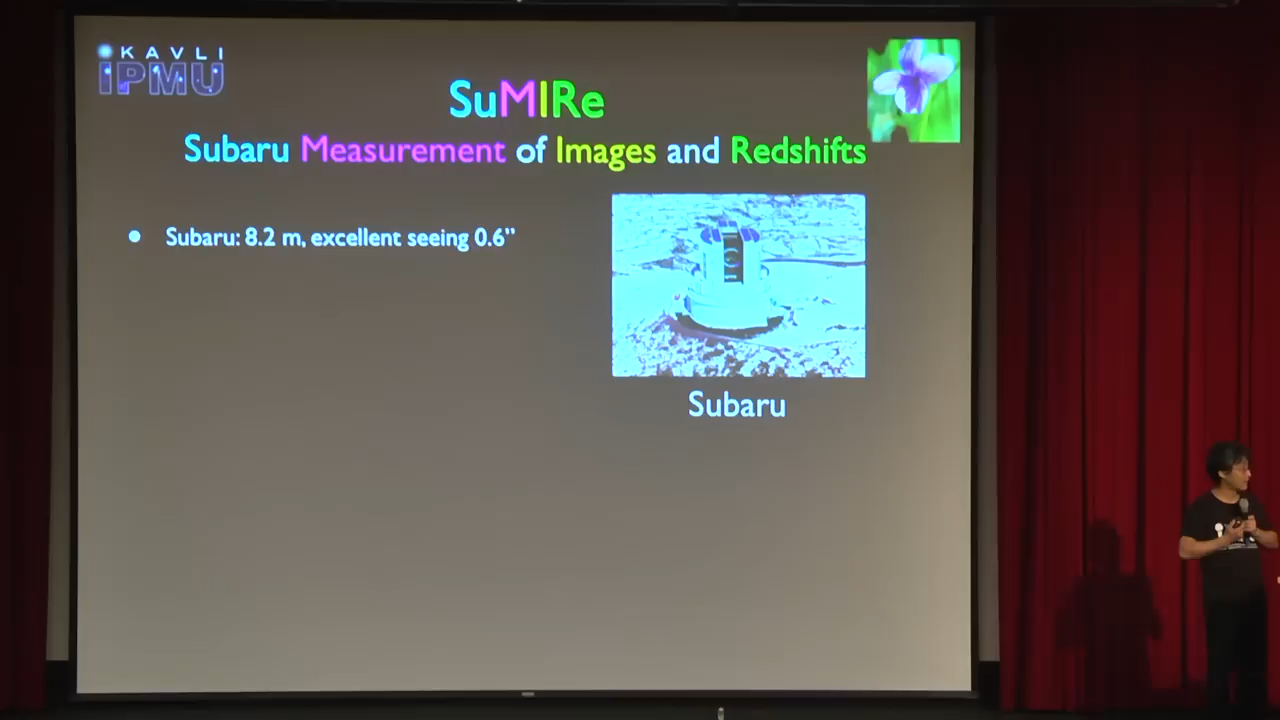 KAVLI
IPMU
SuMIRe
Subaru Measurement of Images and Redshifts
• Subaru: 8.2 m, excellent seeing 0.6”
Subaru